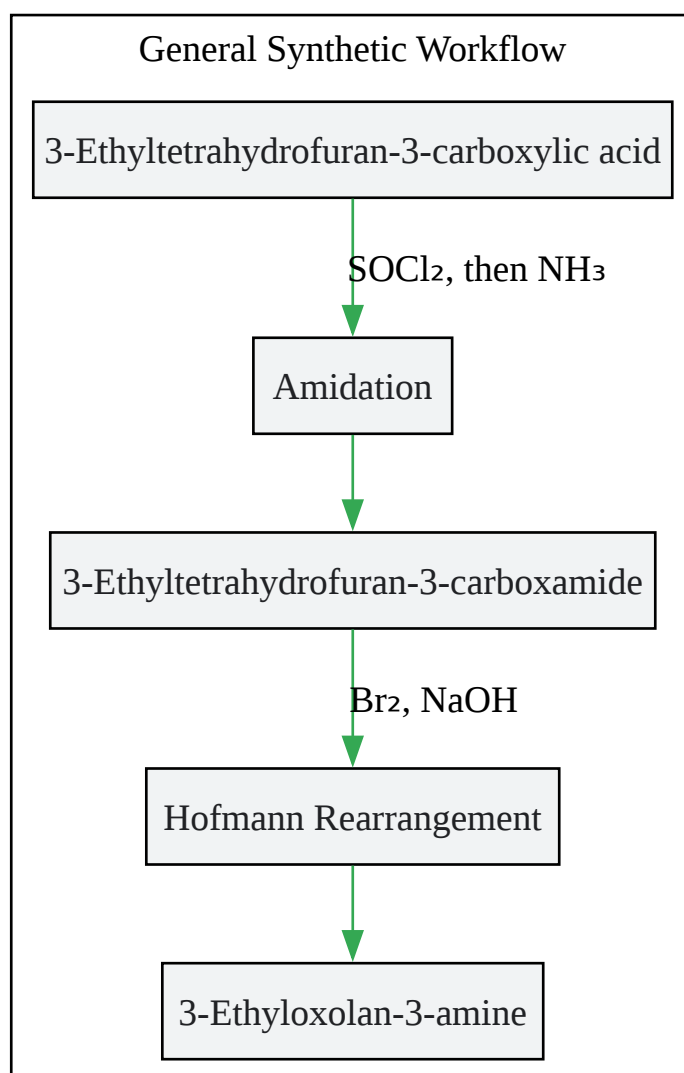 General Synthetic Workflow
3-Ethyltetrahydrofuran-3-carboxylic acid
SOCl₂, then NH₃
Amidation
3-Ethyltetrahydrofuran-3-carboxamide
Br₂, NaOH
Hofmann Rearrangement
3-Ethyloxolan-3-amine